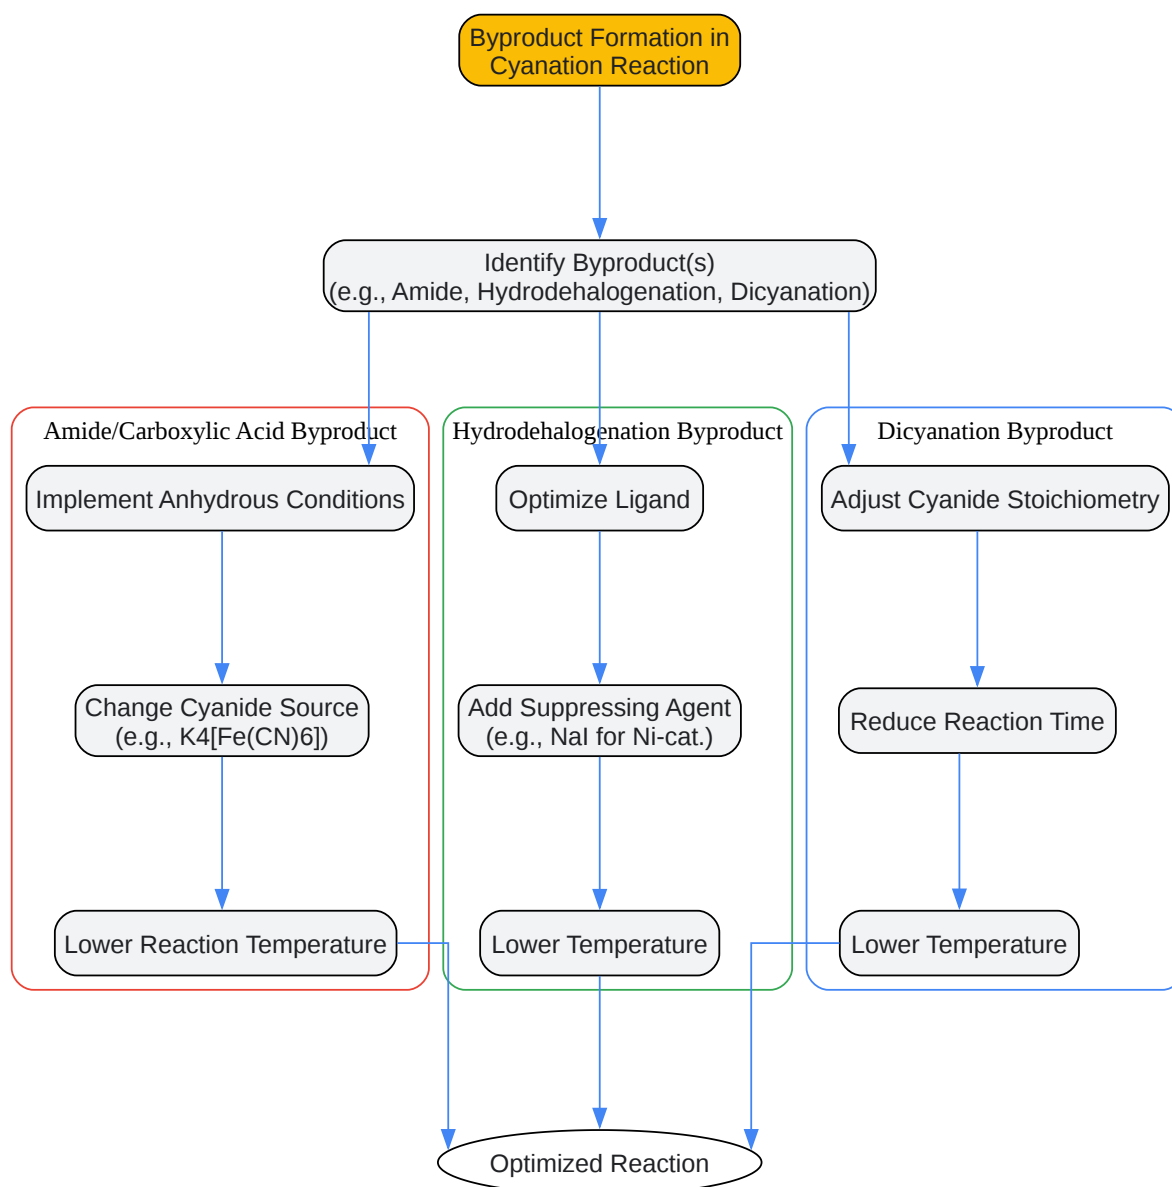 Byproduct Formation in
Cyanation Reaction
Identify Byproduct(s)
(e.g., Amide, Hydrodehalogenation, Dicyanation)
Amide/Carboxylic Acid Byproduct
Hydrodehalogenation Byproduct
Dicyanation Byproduct
Implement Anhydrous Conditions
Optimize Ligand
Adjust Cyanide Stoichiometry
Change Cyanide Source
(e.g., K4[Fe(CN)6])
Add Suppressing Agent
(e.g., NaI for Ni-cat.)
Reduce Reaction Time
Lower Reaction Temperature
Lower Temperature
Lower Temperature
Optimized Reaction